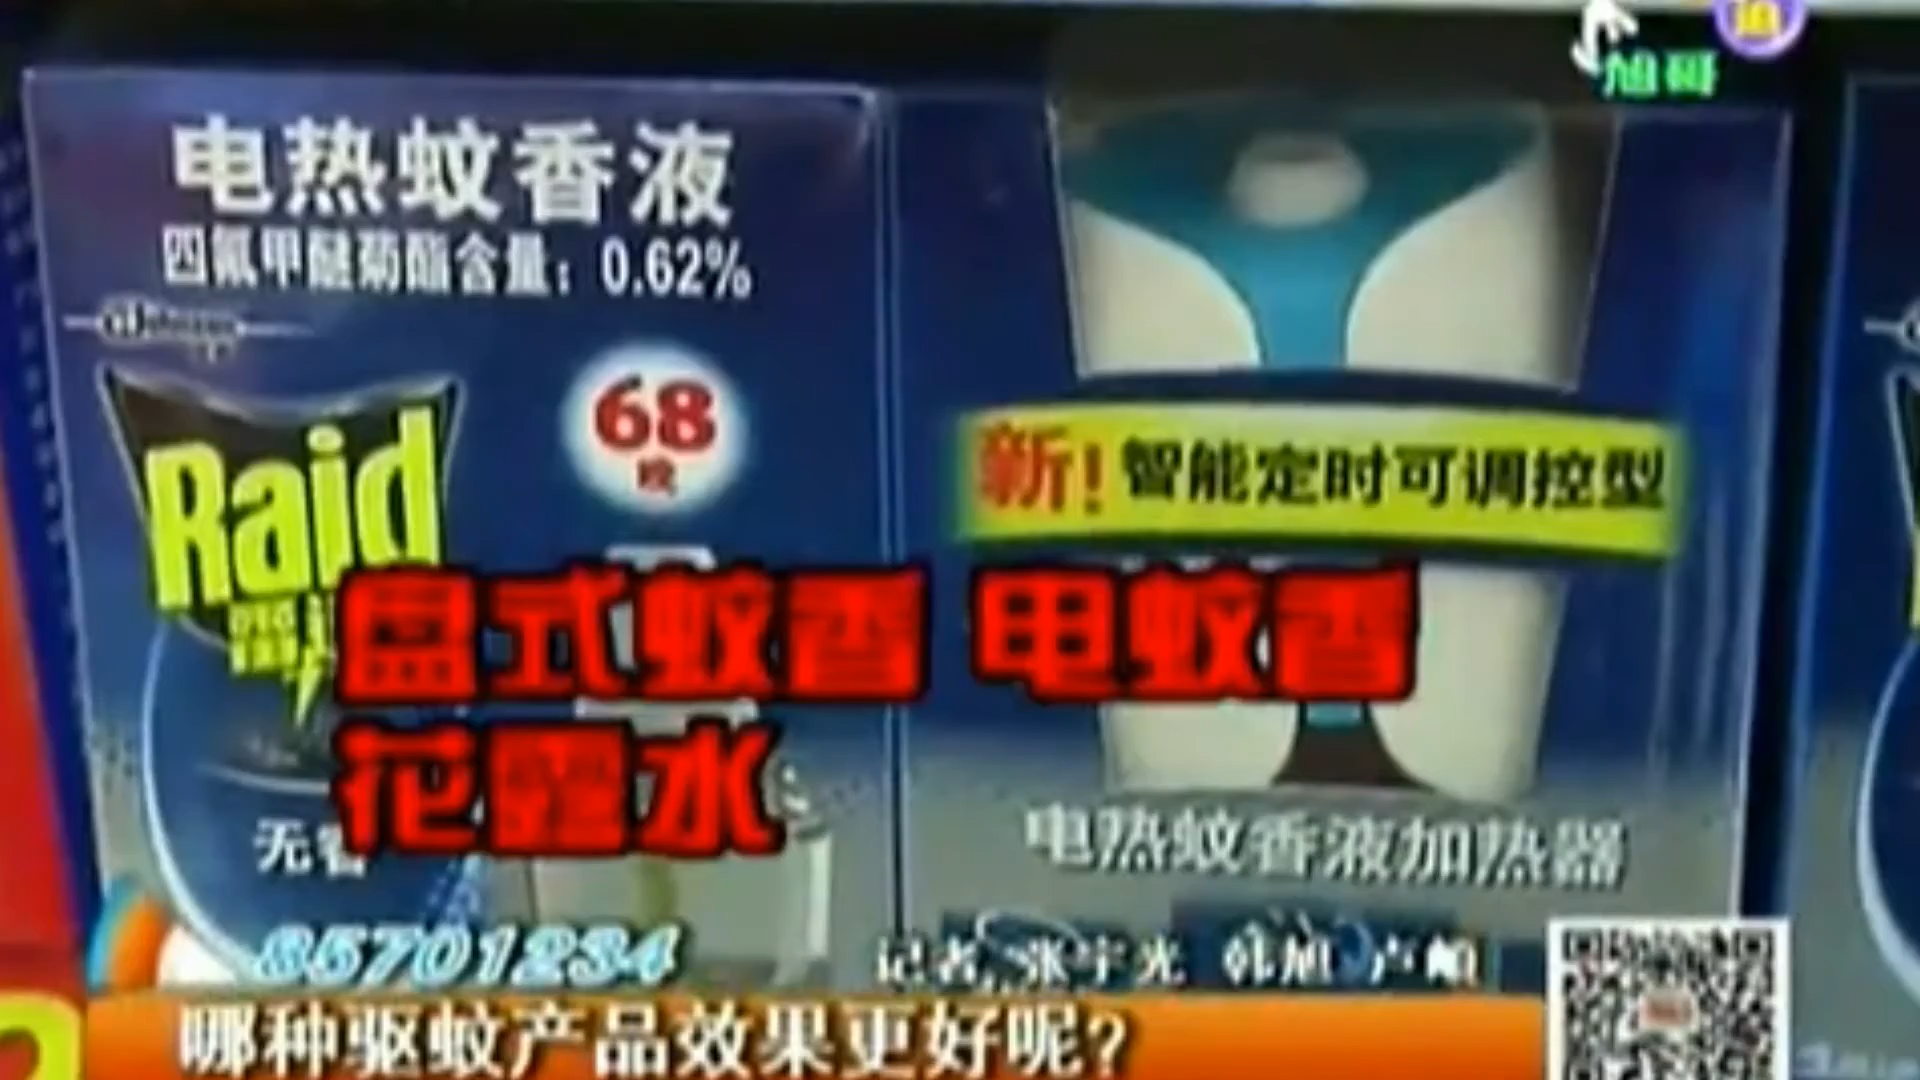 旭哥
电热蚊香液
四氟甲醚菊酯含量：0.62%
68
Raid
新！智能定时可调控型
盘式蚊香 电蚊香
花露水
无香
电热蚊香液加热器
85701234
记者 张宇光 韩旭
哪种驱蚊产品效果更好呢？